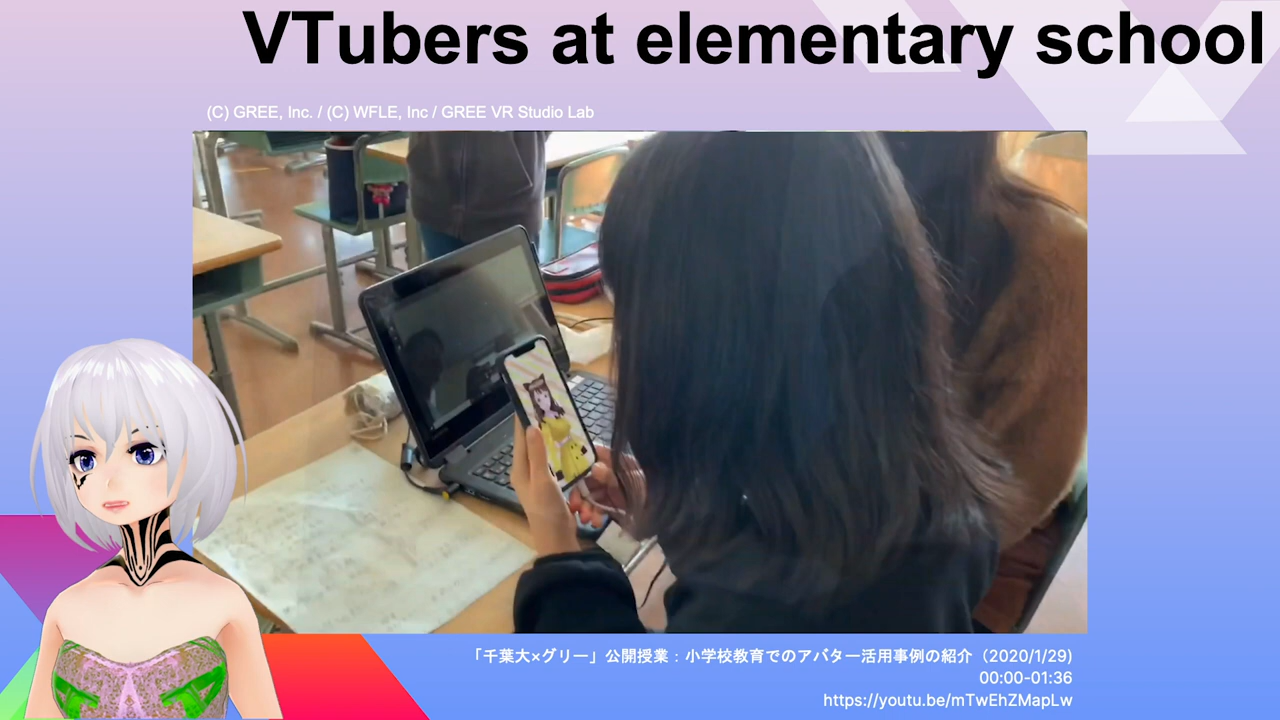 VTubers at elementary school
(C) GREE, Inc. / (C) WFLE, Inc / GREE VR Studio Lab
「千葉大×グリー」公開授業：小学校教育でのアバター活用事例の紹介（2020/1/29）
00:00-01:36
https://youtu.be/mTwEhZMapLw